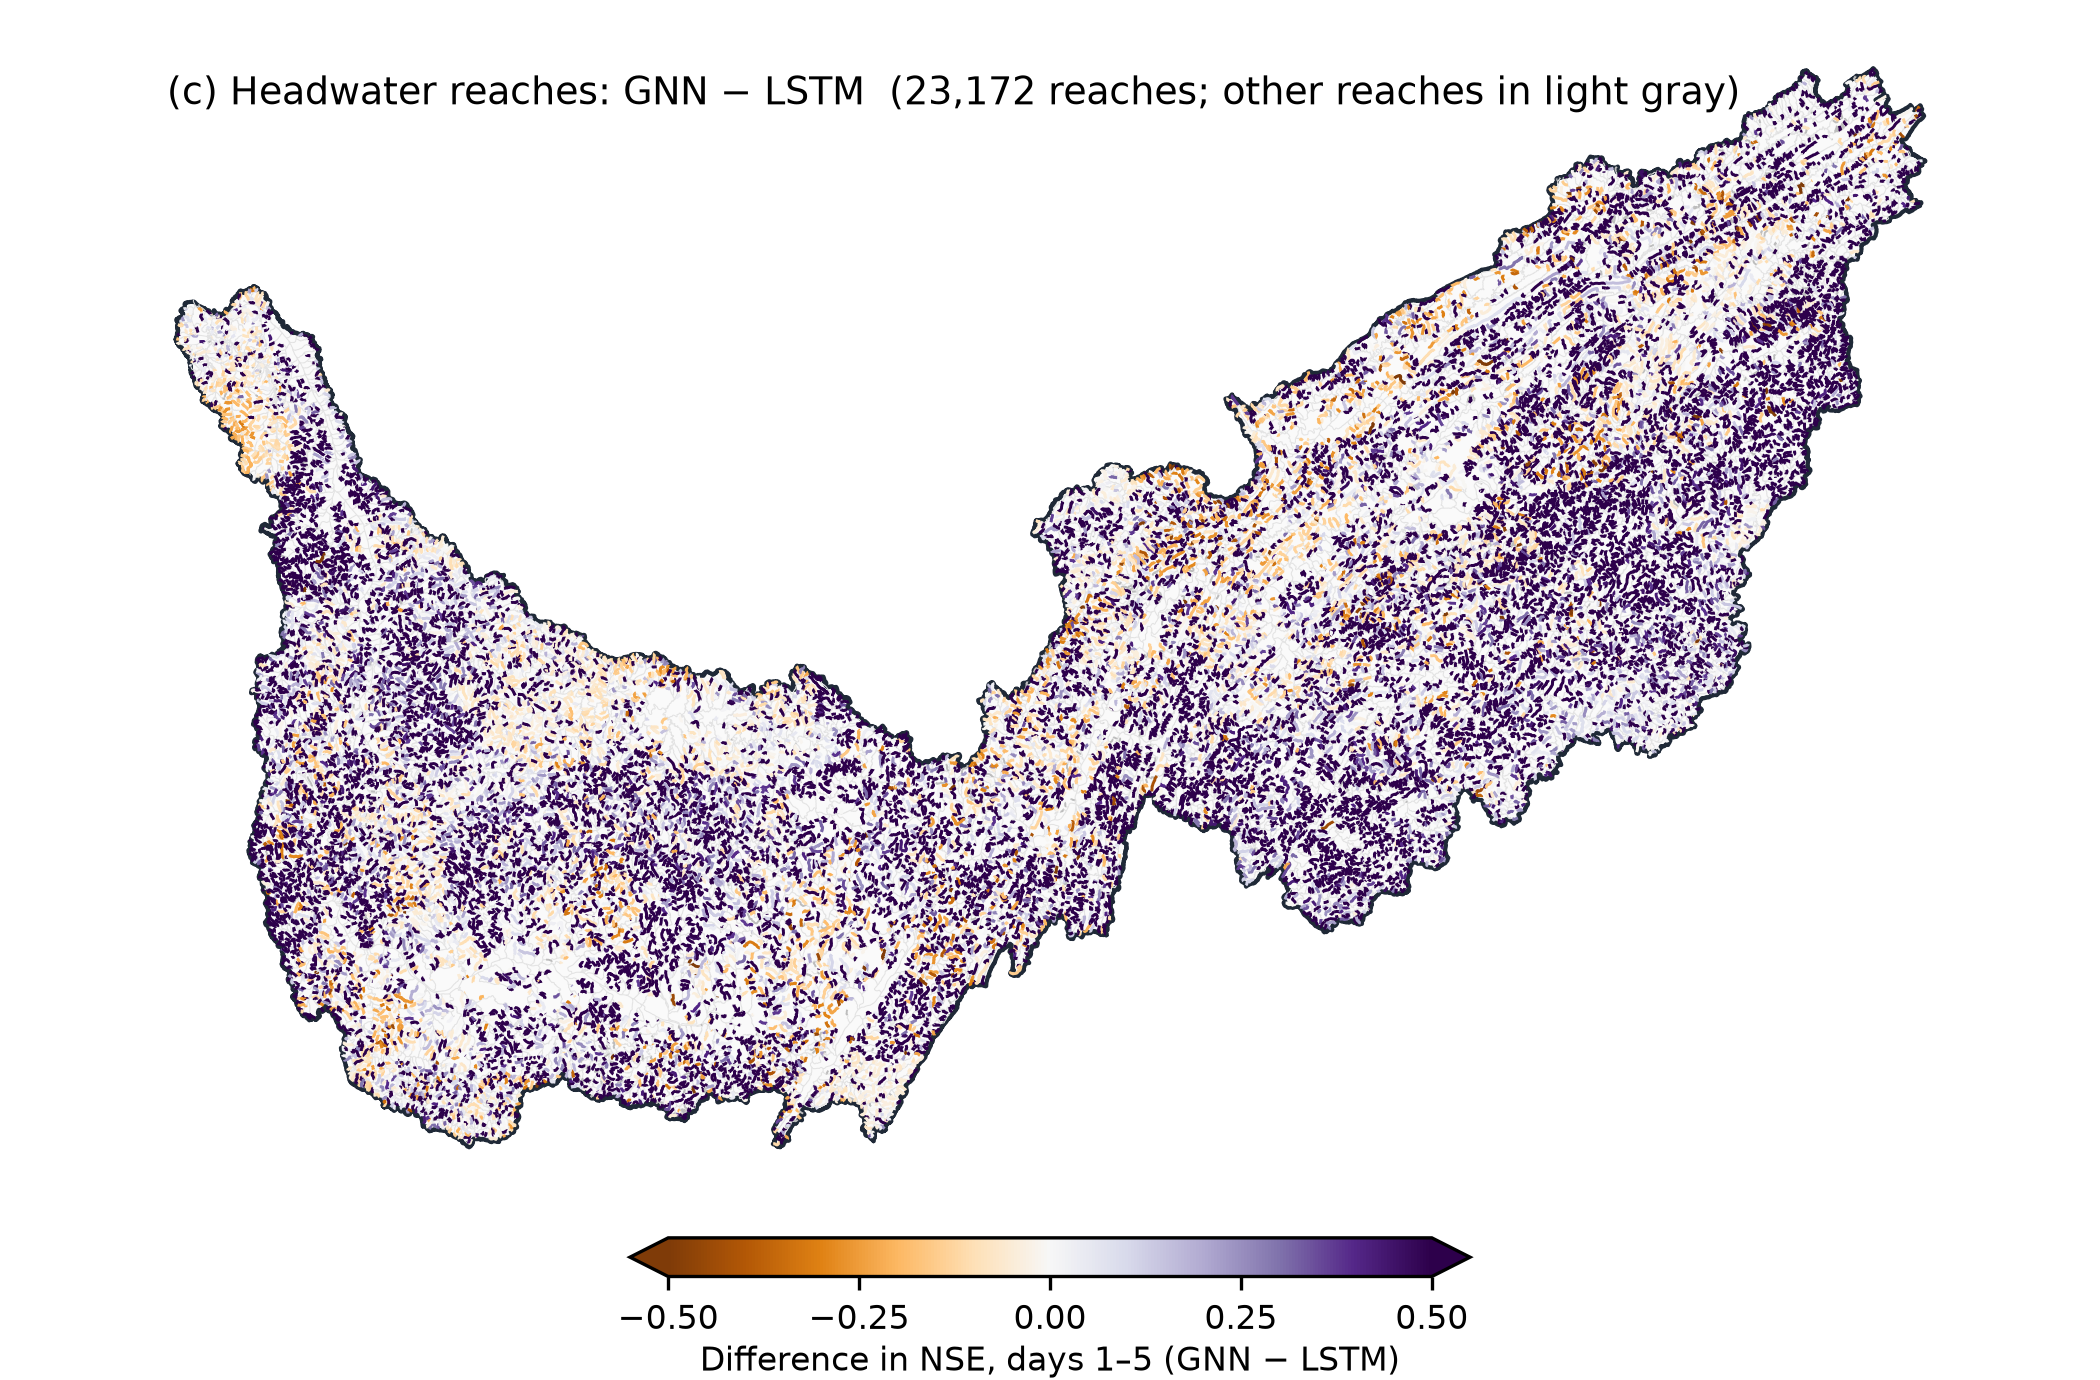 (c) Headwater reaches: GNN − LSTM (23,172 reaches; other reaches in light gray)
−0.50 −0.25 0.00 0.25 0.50
Difference in NSE, days 1–5 (GNN − LSTM)